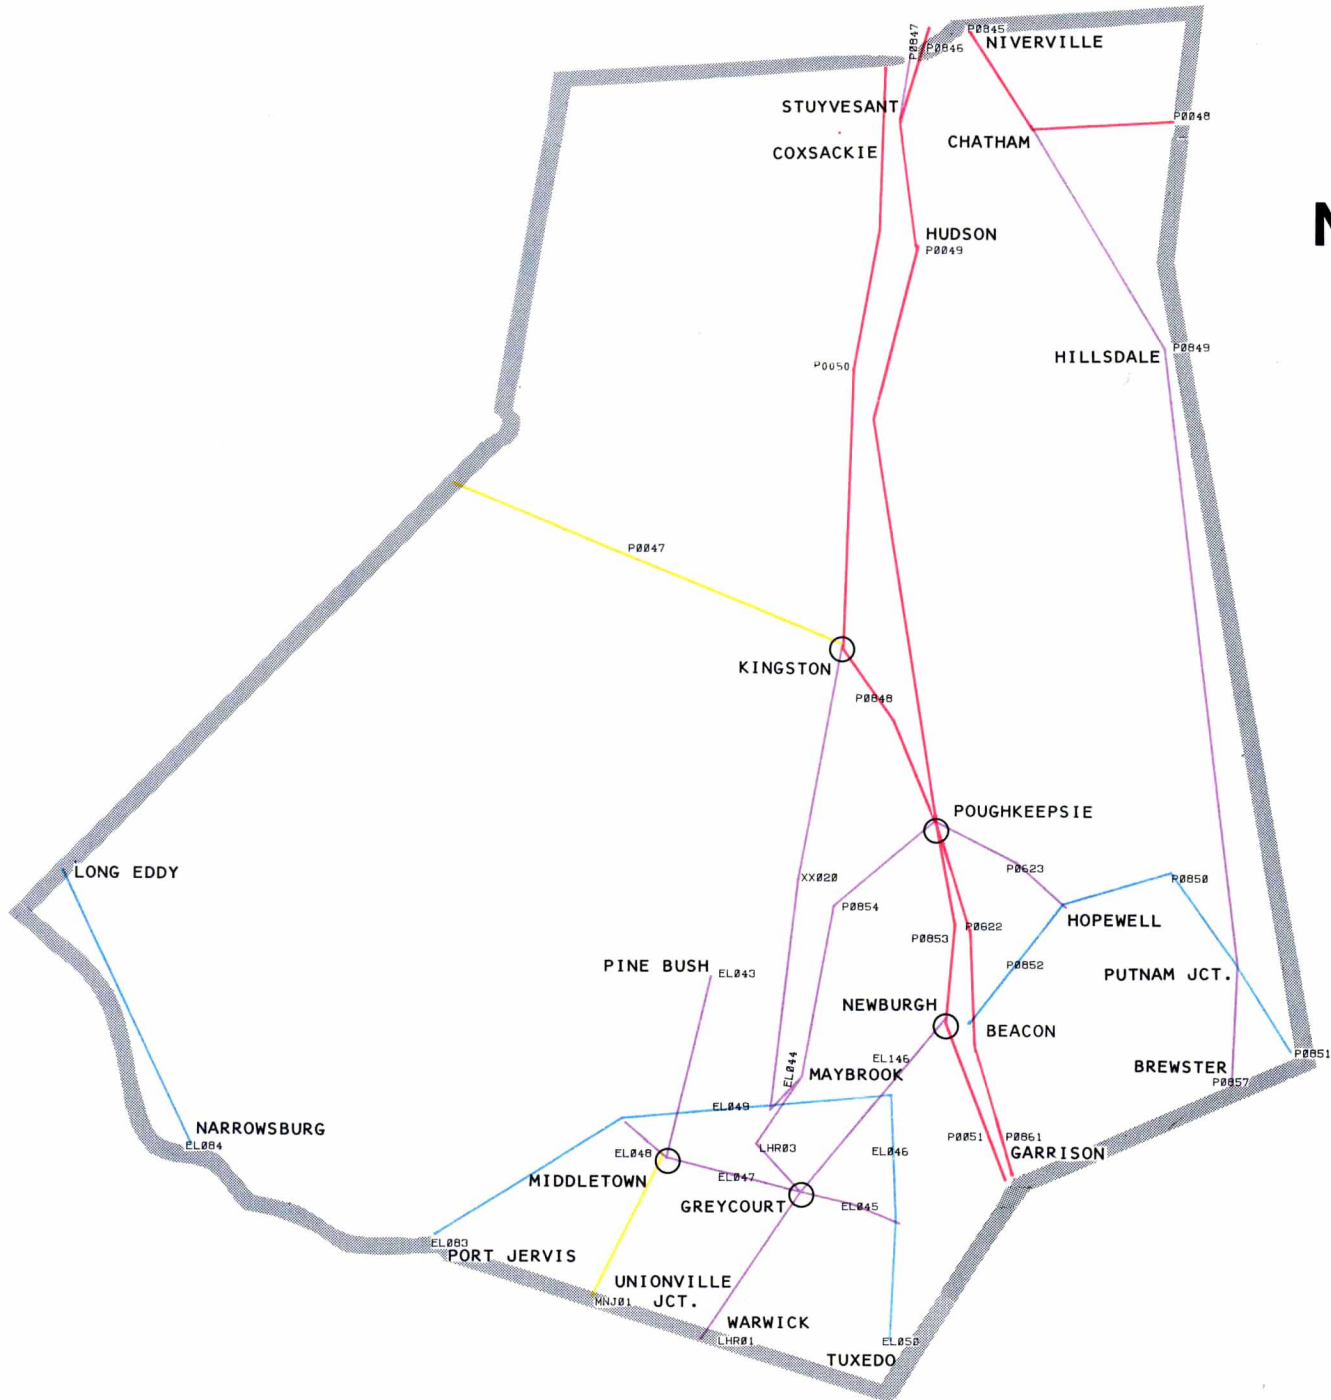 P0847
P0846
P0845
NIVERVILLE
STUYVESANT
P0048
COXSACKIE
CHATHAM
N
HUDSON
P0049
HILLSDALE
P0849
P0050
P0047
KINGSTON
P0848
POUGHKEEPSIE
LONG EDDY
XX020
P0623
P0850
P0854
HOPEWELL
P0853
P0622
PINE BUSH
EL043
P0852
PUTNAM JCT.
NEWBURGH
BEACON
EL044
EL146
P0851
MAYBROOK
BREWSTER
P0857
EL049
NARROWSBURG
EL084
P0051
P0861
EL048
LHR03
EL046
GARRISON
MIDDLETOWN
EL047
GREYCOURT
EL045
EL083
PORT JERVIS
UNIONVILLE
JCT.
MNJ01
WARWICK
LHR01
EL050
TUXEDO